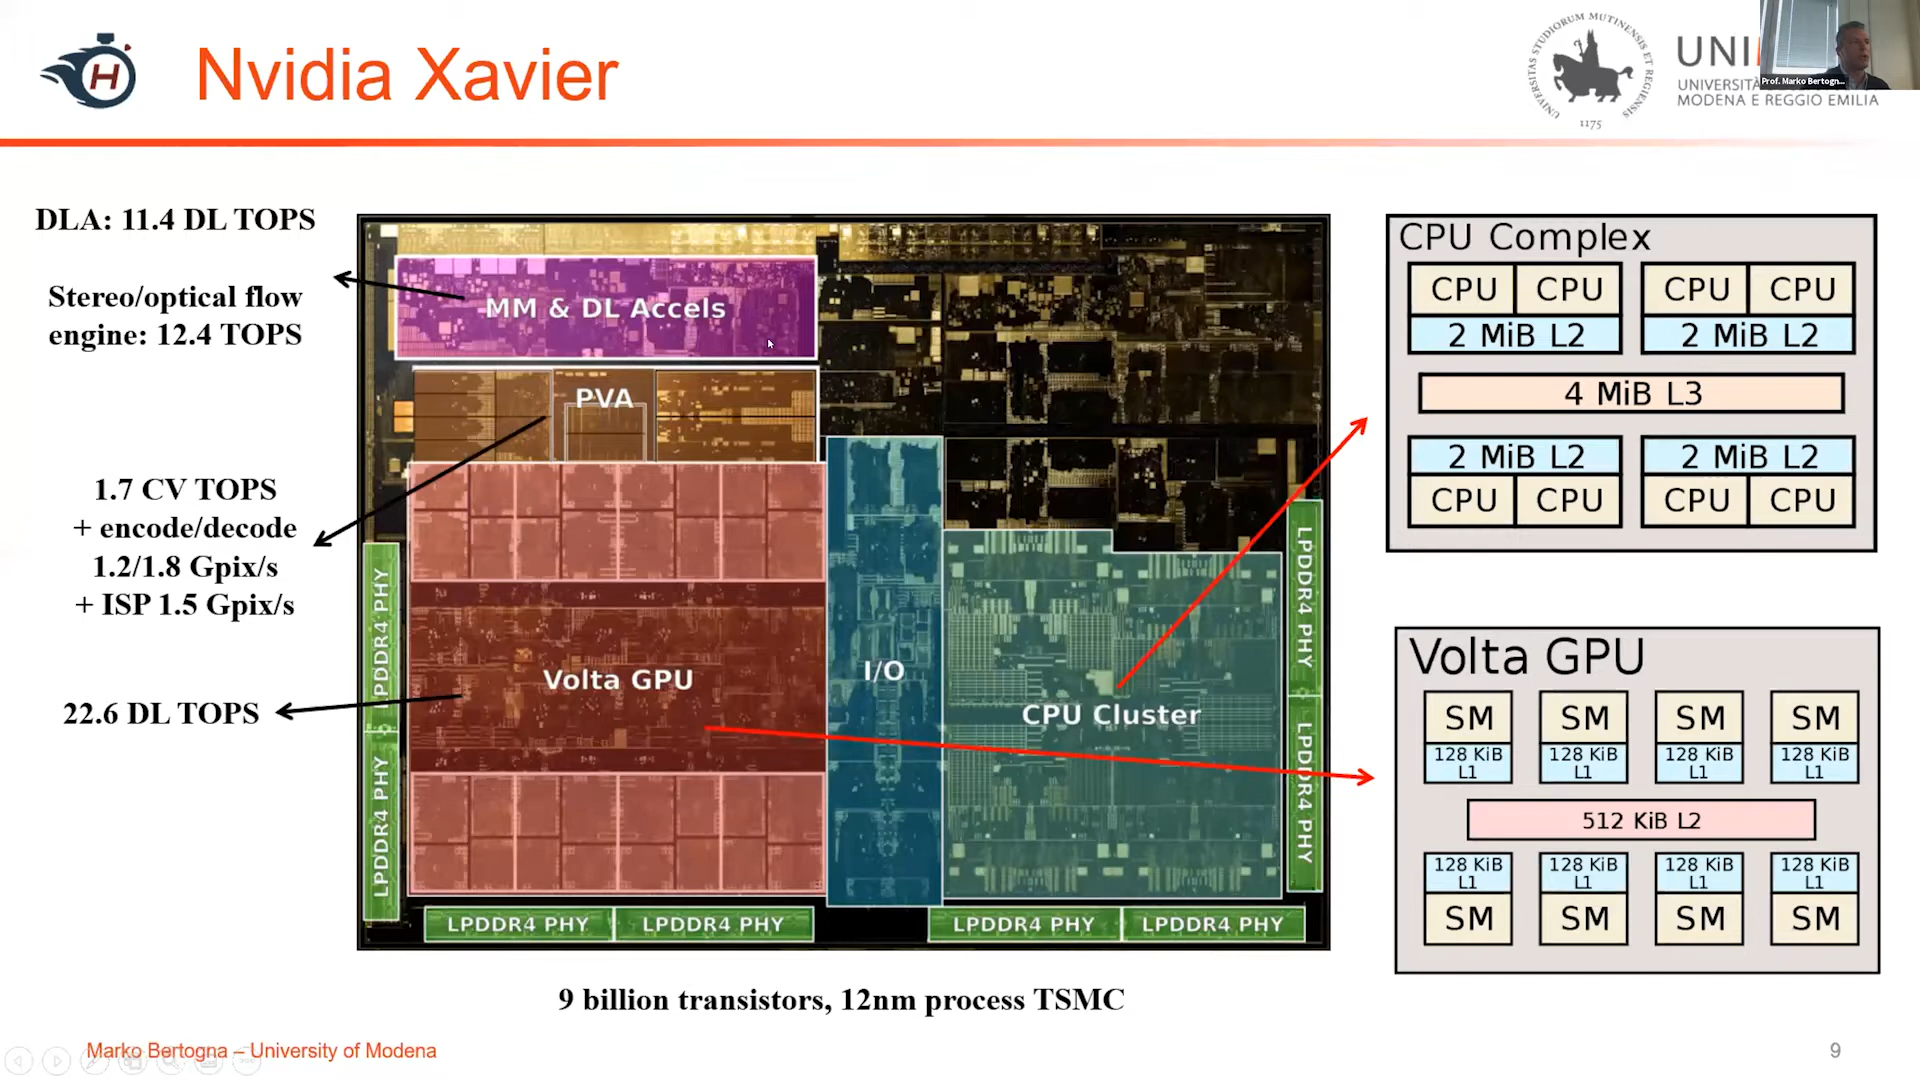 Nvidia Xavier
STUDIORUM MUTINENSIS ET REGIENSIS
UNIVERSITAS
1175
UNI
UNIVERSITÀ
MODENA E REGGIO EMILIA
Prof. Marko Bertogn...
H
DLA: 11.4 DL TOPS
Stereo/optical flow
engine: 12.4 TOPS
1.7 CV TOPS
+ encode/decode
1.2/1.8 Gpix/s
+ ISP 1.5 Gpix/s
22.6 DL TOPS
MM & DL Accels
PVA
Volta GPU
I/O
CPU Cluster
LPDDR4 PHY
LPDDR4 PHY
LPDDR4 PHY
LPDDR4 PHY
LPDDR4 PHY
LPDDR4 PHY
LPDDR4 PHY
LPDDR4 PHY
CPU Complex
CPU CPU CPU CPU
2 MiB L2 2 MiB L2
4 MiB L3
2 MiB L2 2 MiB L2
CPU CPU CPU CPU
Volta GPU
SM SM SM SM
128 KiB 128 KiB 128 KiB 128 KiB
L1 L1 L1 L1
512 KiB L2
128 KiB 128 KiB 128 KiB 128 KiB
L1 L1 L1 L1
SM SM SM SM
9 billion transistors, 12nm process TSMC
Marko Bertogna – University of Modena
9